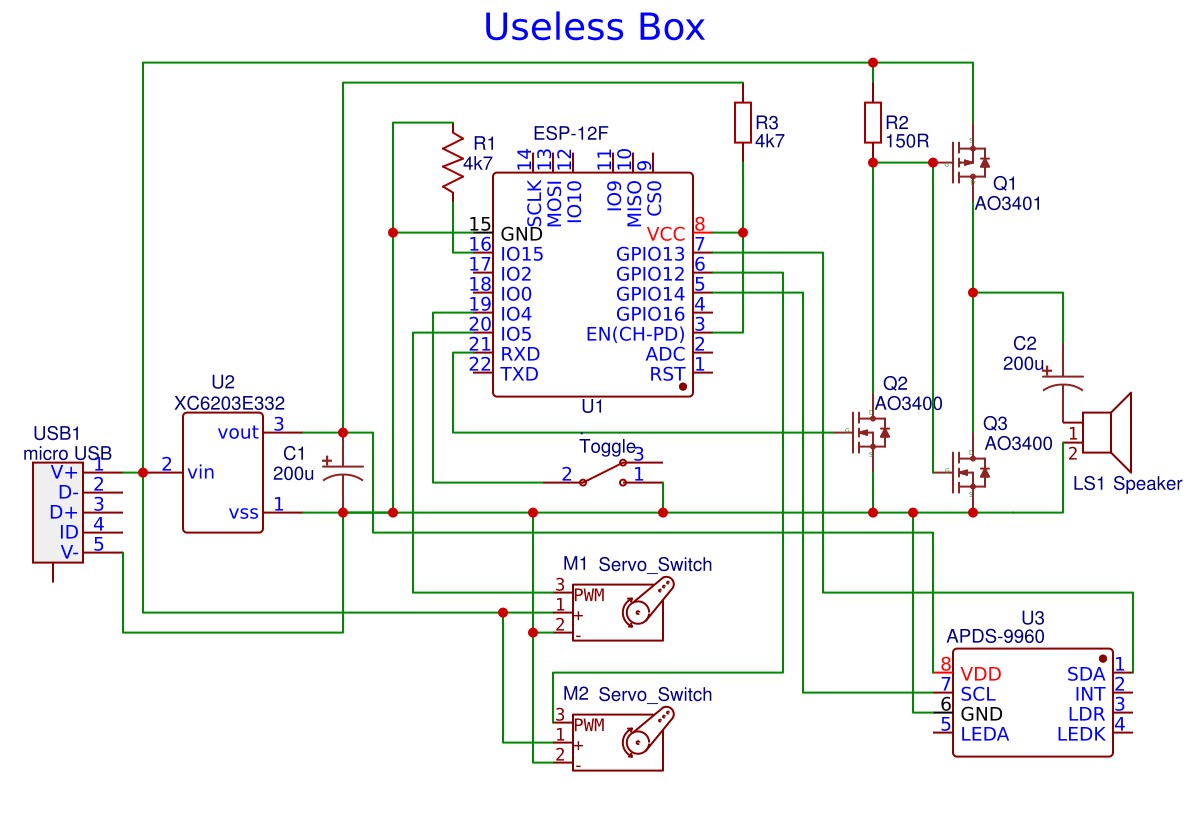 Useless Box
R1
4k7
ESP-12F
14 13 12 11 10 9
SCLK MOSI IO10 IO9 MISO CS0
15 GND VCC 8
16 IO15 GPIO13 7
17 IO2 GPIO12 6
18 IO0 GPIO14 5
19 IO4 GPIO16 4
20 IO5 EN(CH-PD) 3
21 RXD ADC 2
22 TXD RST 1
U1
R3
4k7
R2
150R
Q1
AO3401
C2
200u
+
Q2
AO3400
Q3
AO3400
1
2
LS1 Speaker
U2
XC6203E332
vout 3
2 vin
vss 1
C1
200u
+
USB1
micro USB
V+ 1
D- 2
D+ 3
ID 4
V- 5
Toggle
2 3
1
M1 Servo_Switch
3 PWM
1 +
2 -
M2 Servo_Switch
3 PWM
1 +
2 -
U3
APDS-9960
8 VDD SDA 1
7 SCL INT 2
6 GND LDR 3
5 LEDA LEDK 4